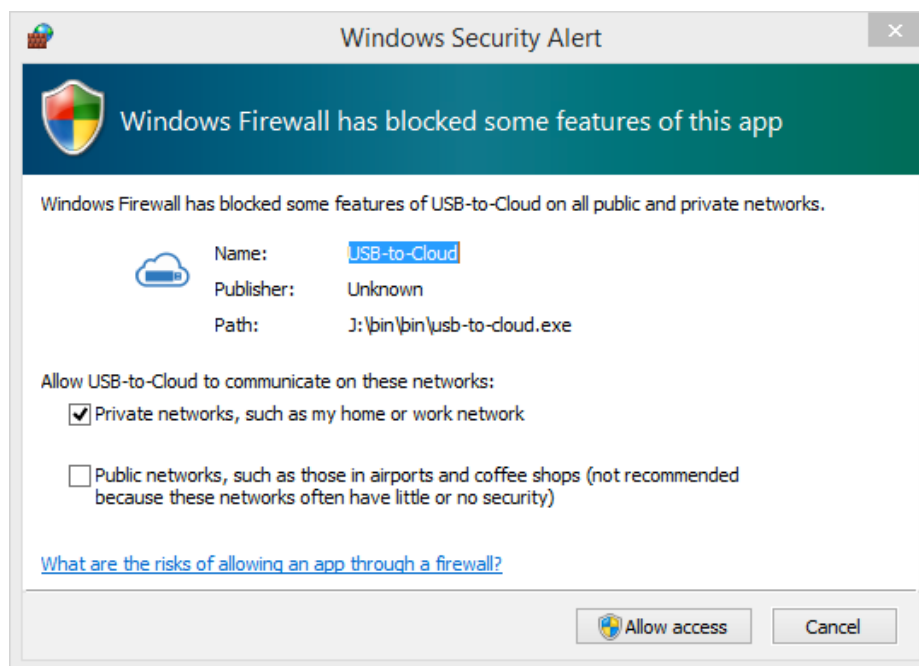 Windows Security Alert
Windows Firewall has blocked some features of this app
Windows Firewall has blocked some features of USB-to-Cloud on all public and private networks.
Name: USB-to-Cloud
Publisher: Unknown
Path: J:\bin\bin\usb-to-cloud.exe
Allow USB-to-Cloud to communicate on these networks:
Private networks, such as my home or work network
Public networks, such as those in airports and coffee shops (not recommended
because these networks often have little or no security)
What are the risks of allowing an app through a firewall?
Allow access Cancel